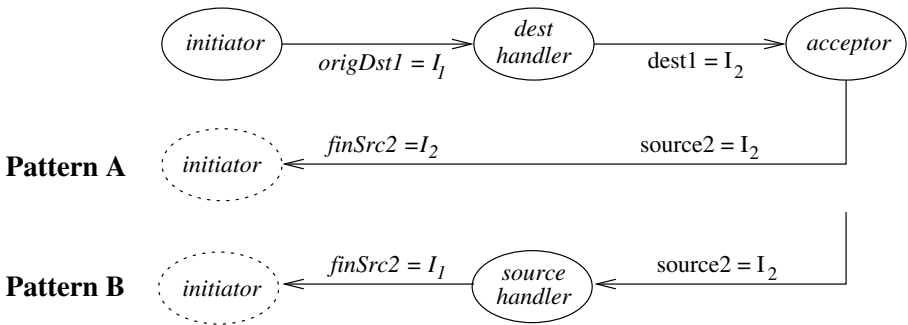 initiator
dest
handler
acceptor
origDst1 = I1
dest1 = I2
Pattern A
initiator
finSrc2 =I2
source2 = I2
Pattern B
initiator
finSrc2 = I1
source
handler
source2 = I2